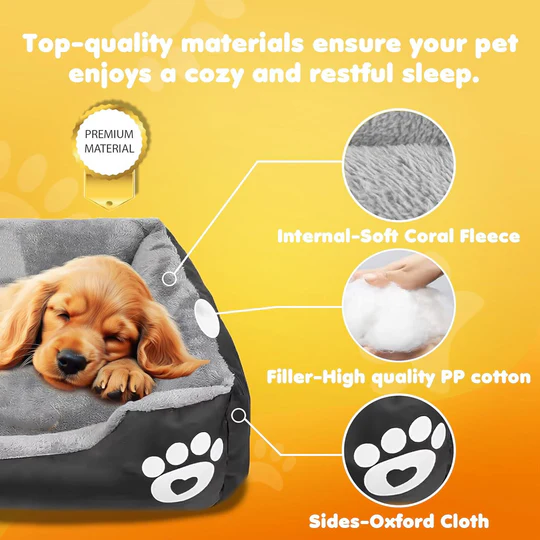 Top-quality materials ensure your pet
enjoys a cozy and restful sleep.
PREMIUM
MATERIAL
Internal-Soft Coral Fleece
Filler-High quality PP cotton
Sides-Oxford Cloth